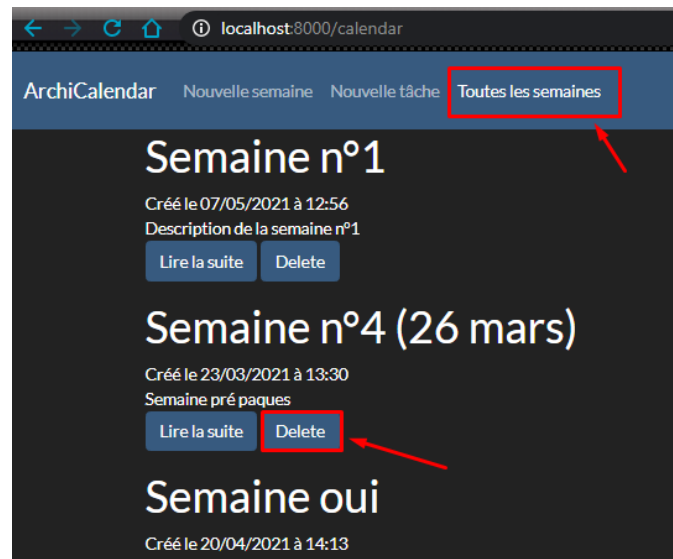 localhost:8000/calendar
ArchiCalendar Nouvelle semaine Nouvelle tâche Toutes les semaines
Semaine n°1
Créé le 07/05/2021 à 12:56
Description de la semaine n°1
Lire la suite Delete
Semaine n°4 (26 mars)
Créé le 23/03/2021 à 13:30
Semaine pré paques
Lire la suite Delete
Semaine oui
Créé le 20/04/2021 à 14:13